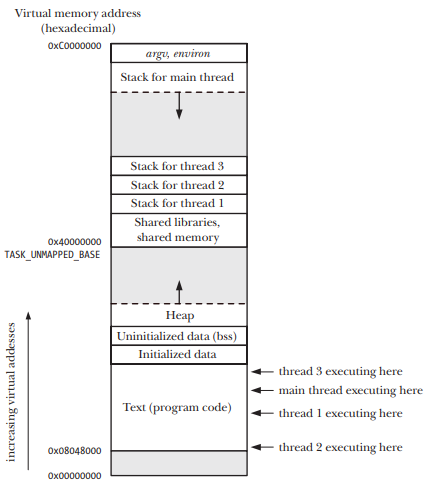 Virtual memory address
(hexadecimal)
0xC0000000
argv, environ
Stack for main thread
Stack for thread 3
Stack for thread 2
Stack for thread 1
Shared libraries,
shared memory
0x40000000
TASK_UNMAPPED_BASE
Heap
Uninitialized data (bss)
Initialized data
thread 3 executing here
main thread executing here
Text (program code)
thread 1 executing here
thread 2 executing here
0x08048000
0x00000000
increasing virtual addesses